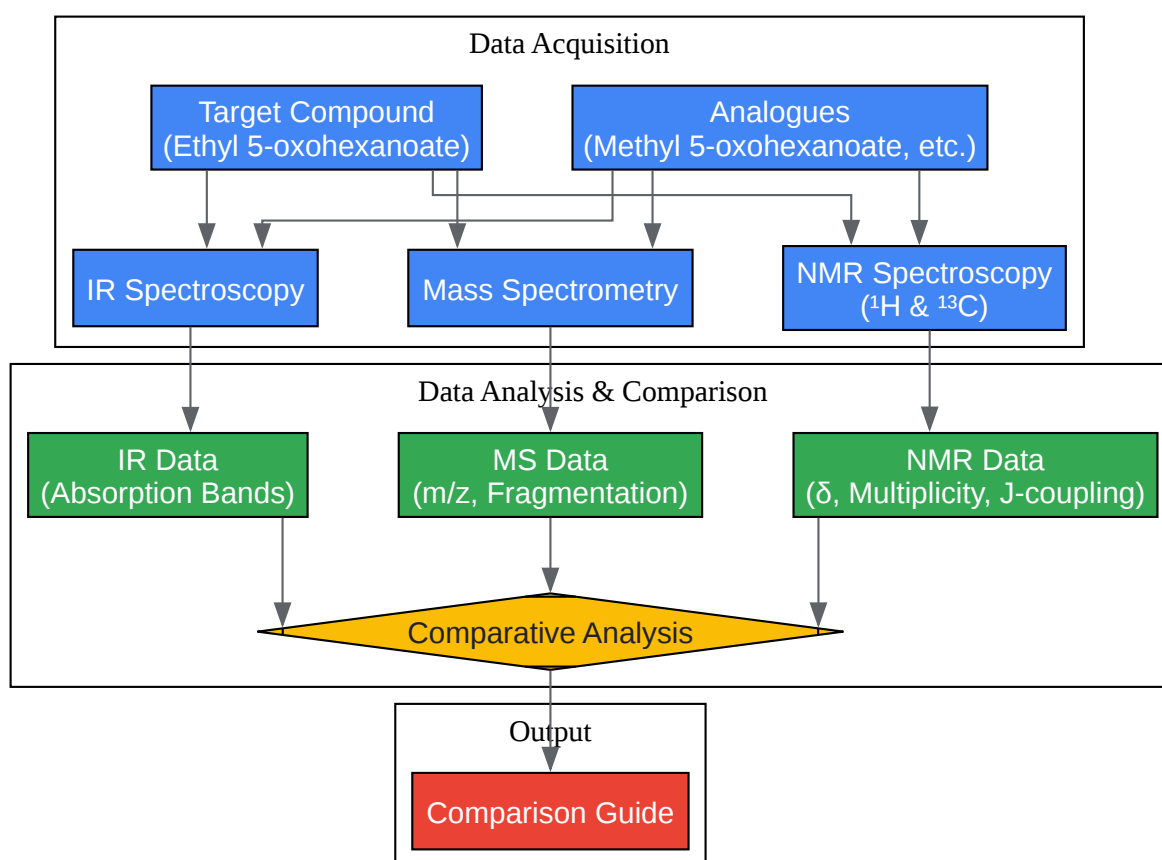 Data Acquisition
Target Compound
(Ethyl 5-oxohexanoate)
Analogues
(Methyl 5-oxohexanoate, etc.)
IR Spectroscopy
Mass Spectrometry
NMR Spectroscopy
(¹H & ¹³C)
Data Analysis & Comparison
IR Data
(Absorption Bands)
MS Data
(m/z, Fragmentation)
NMR Data
(δ, Multiplicity, J-coupling)
Comparative Analysis
Output
Comparison Guide